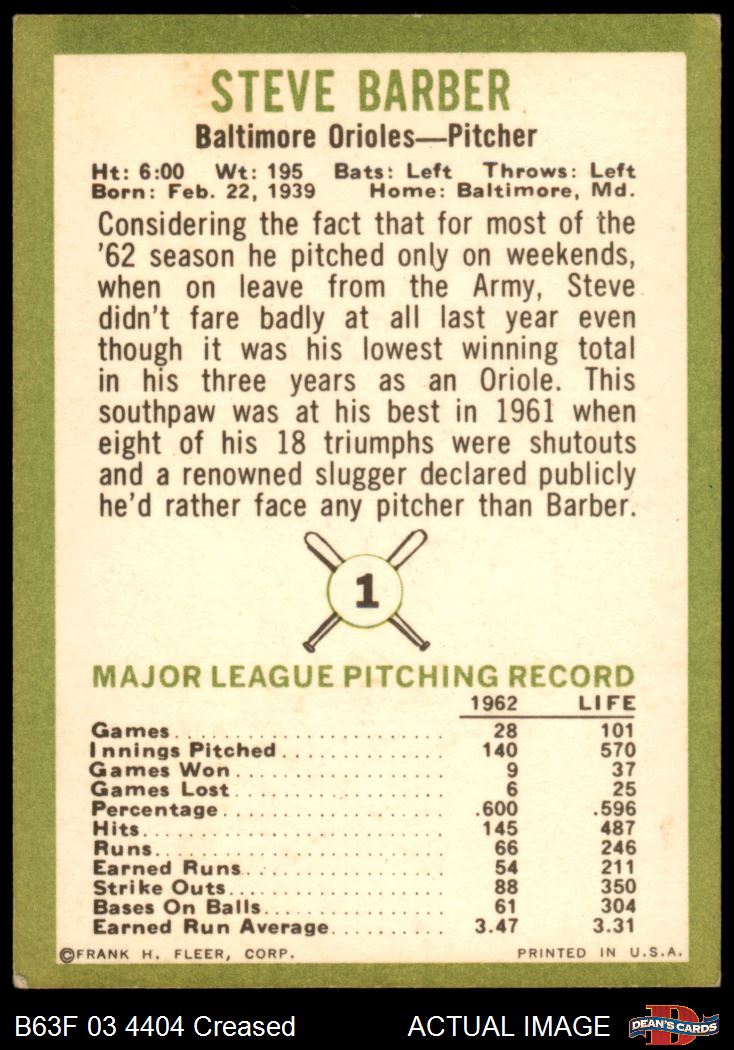 STEVE BARBER
Baltimore Orioles—Pitcher
Ht: 6:00 Wt: 195 Bats: Left Throws: Left
Born: Feb. 22, 1939 Home: Baltimore, Md.
Considering the fact that for most of the
'62 season he pitched only on weekends,
when on leave from the Army, Steve
didn't fare badly at all last year even
though it was his lowest winning total
in his three years as an Oriole. This
southpaw was at his best in 1961 when
eight of his 18 triumphs were shutouts
and a renowned slugger declared publicly
he'd rather face any pitcher than Barber.
1
MAJOR LEAGUE PITCHING RECORD
1962 LIFE
Games 28 101
Innings Pitched 140 570
Games Won 9 37
Games Lost 6 25
Percentage .600 .596
Hits 145 487
Runs 66 246
Earned Runs 54 211
Strike Outs 88 350
Bases On Balls 61 304
Earned Run Average 3.47 3.31
©FRANK H. FLEER, CORP. PRINTED IN U.S.A.
B63F 03 4404 Creased ACTUAL IMAGE D DEAN'S CARDS